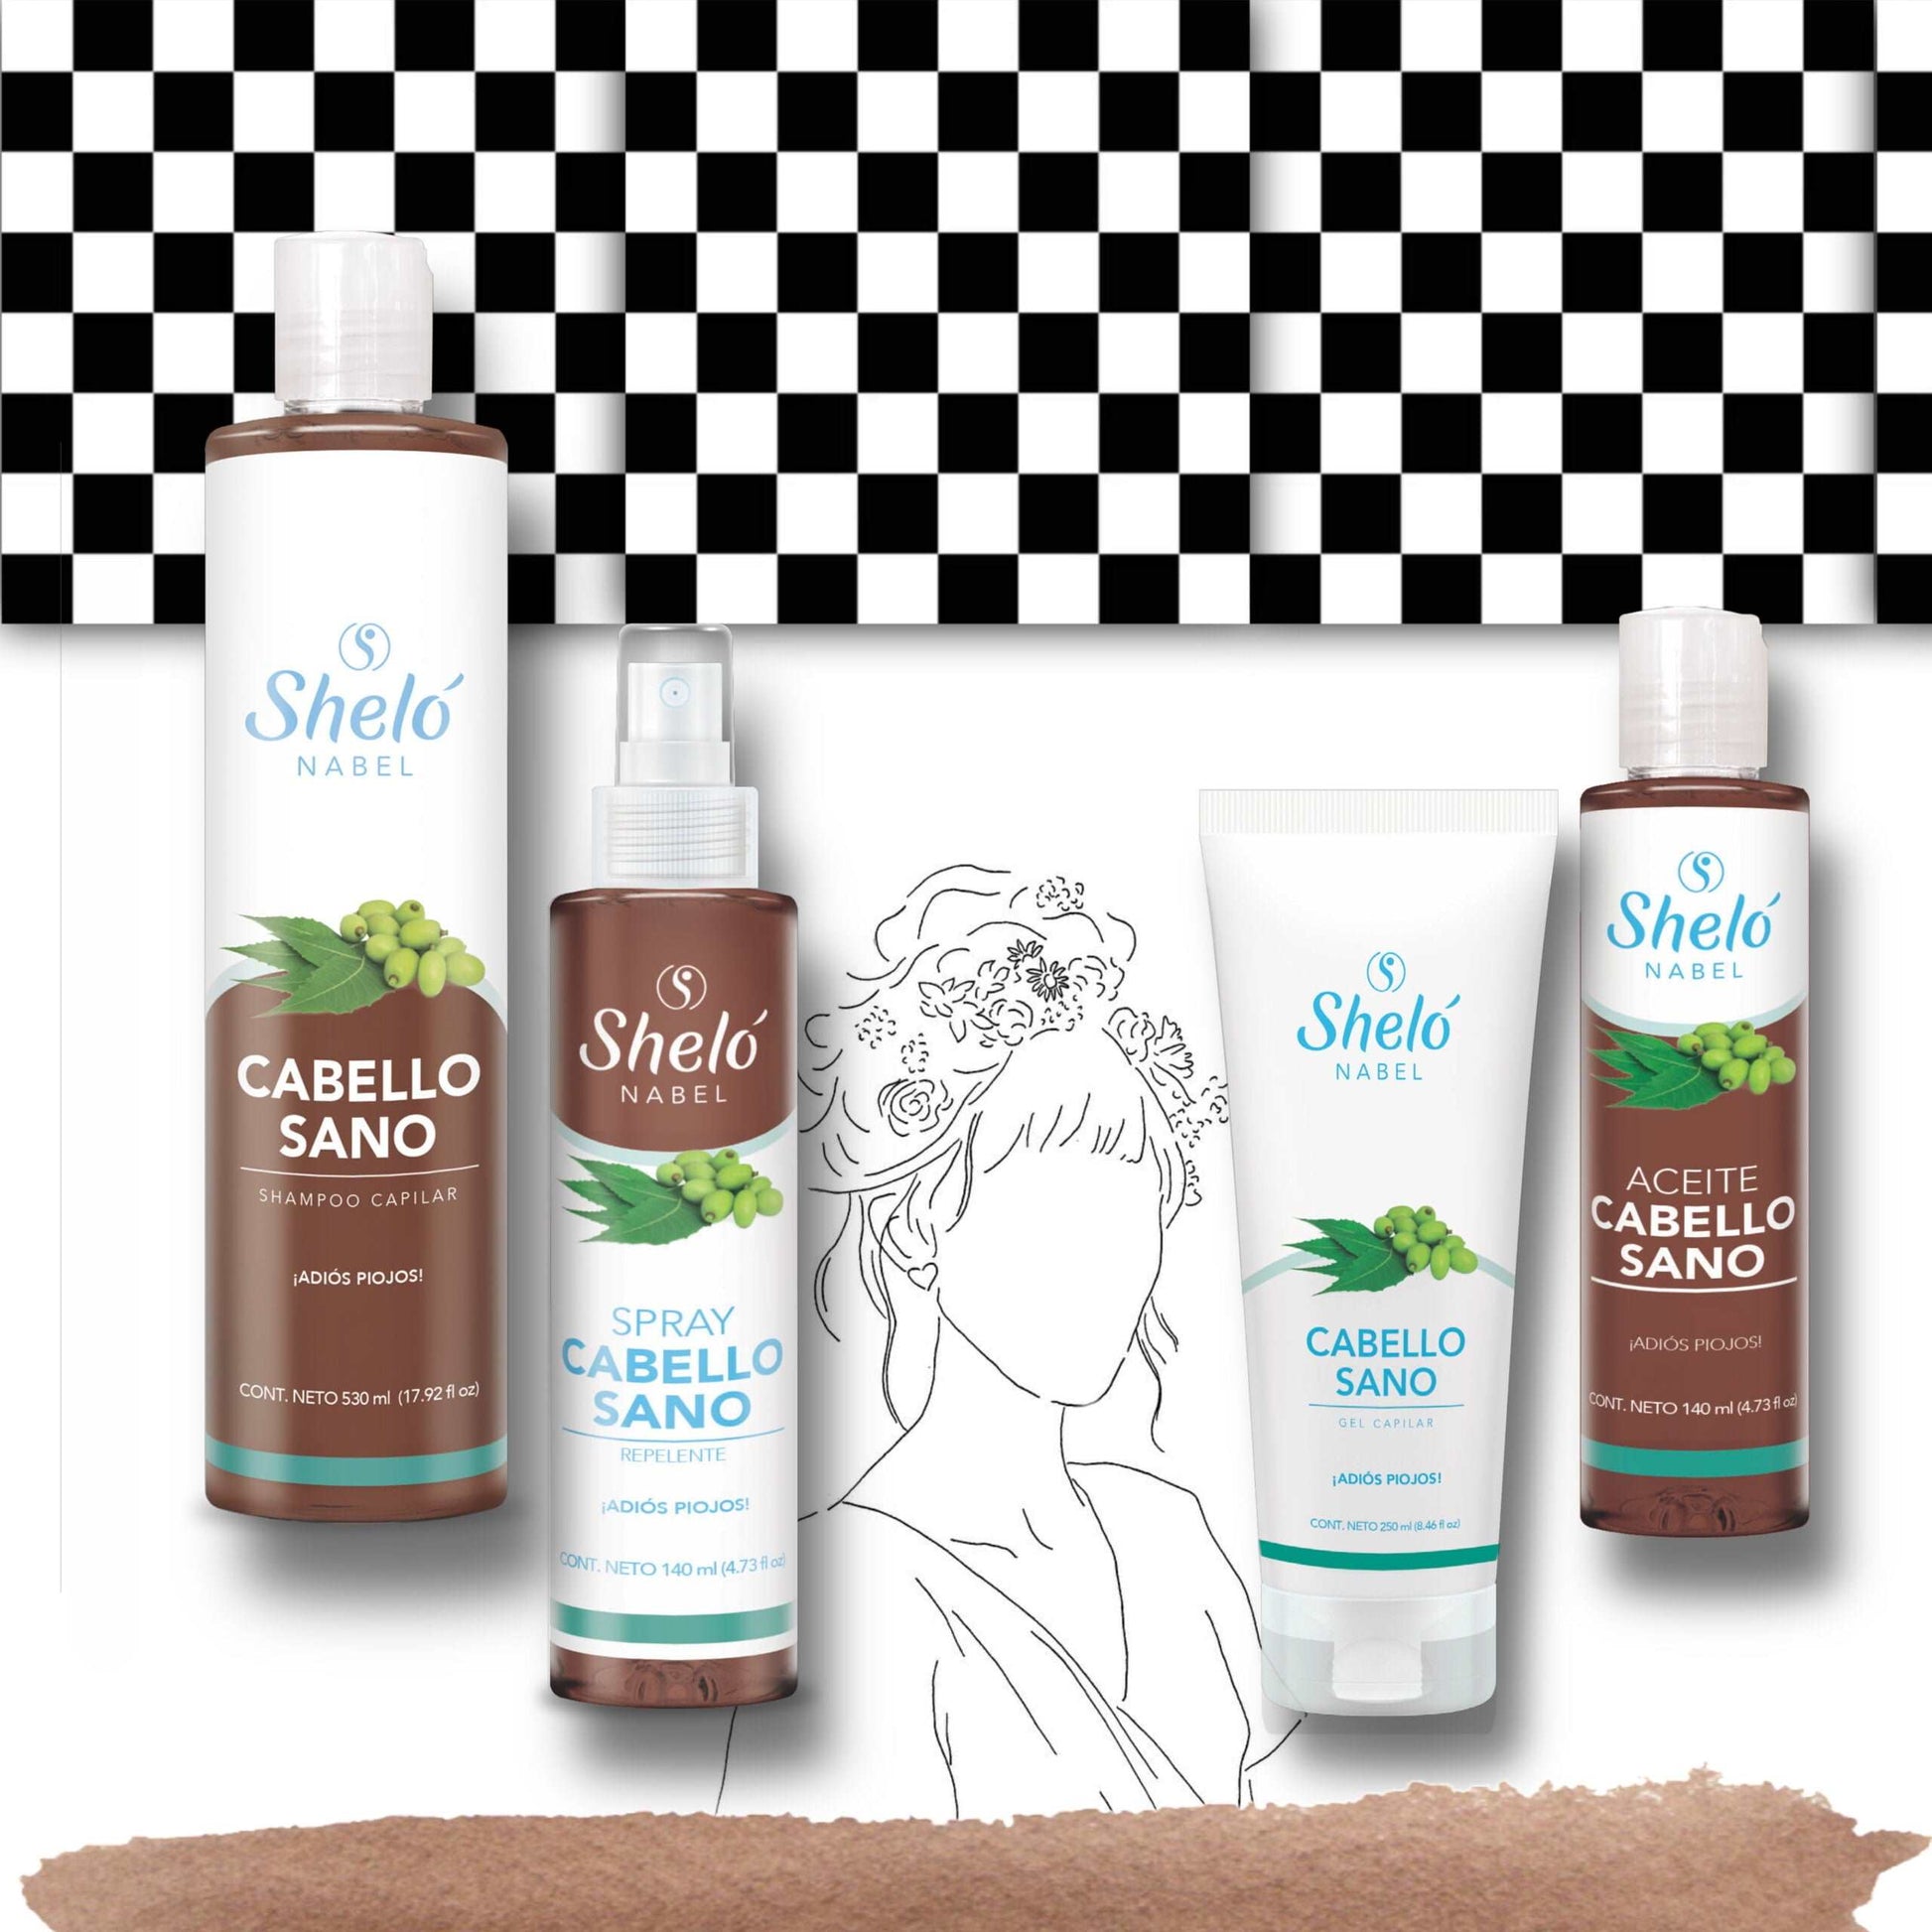 Sheló
NABEL
CABELLO
SANO
SHAMPOO CAPILAR
¡ADIÓS PIOJOS!
CONT. NETO 530 ml (17.92 fl oz)
Sheló
NABEL
SPRAY
CABELLO
SANO
REPELENTE
¡ADIÓS PIOJOS!
CONT. NETO 140 ml (4.73 fl oz)
Sheló
NABEL
CABELLO
SANO
GEL CAPILAR
¡ADIÓS PIOJOS!
CONT. NETO 250 ml (8.46 fl oz)
Sheló
NABEL
ACEITE
CABELLO
SANO
¡ADIÓS PIOJOS!
CONT. NETO 140 ml (4.73 fl oz)